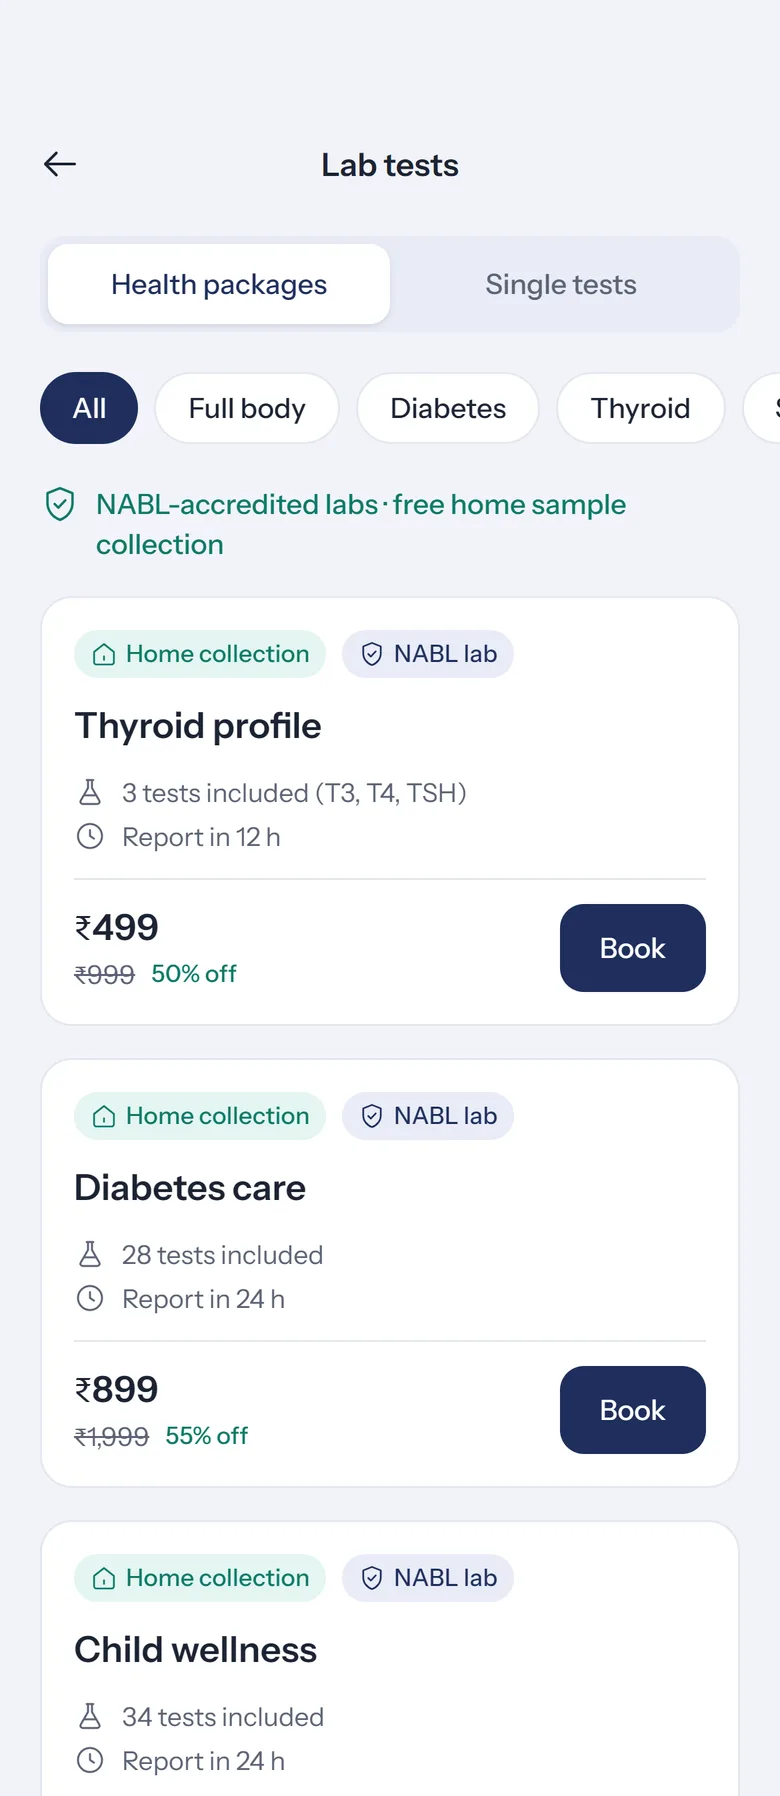 Lab tests
Health packages
Single tests
All
Full body
Diabetes
Thyroid
NABL-accredited labs · free home sample
collection
Home collection
NABL lab
Thyroid profile
3 tests included (T3, T4, TSH)
Report in 12 h
₹499
₹999 50% off
Book
Home collection
NABL lab
Diabetes care
28 tests included
Report in 24 h
₹899
₹1,999 55% off
Book
Home collection
NABL lab
Child wellness
34 tests included
Report in 24 h